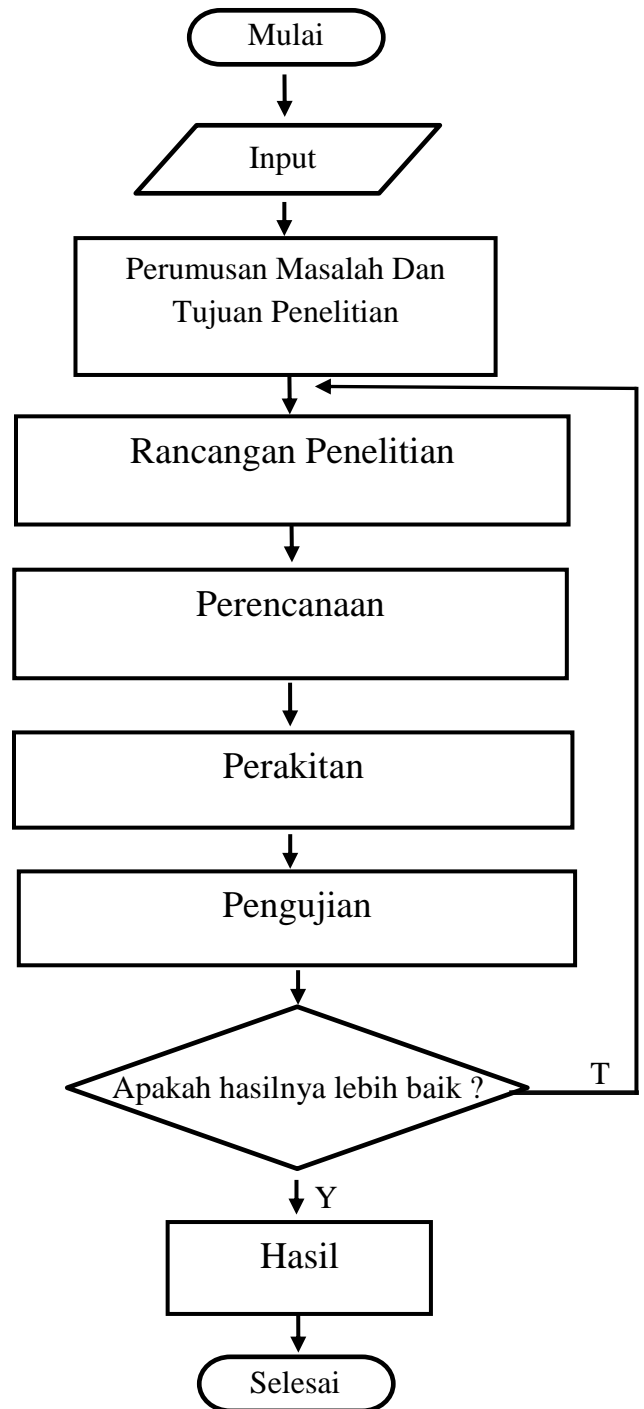 Mulai
Input
Perumusan Masalah Dan
Tujuan Penelitian
Rancangan Penelitian
Perencanaan
Perakitan
Pengujian
Apakah hasilnya lebih baik ?
T
Y
Hasil
Selesai